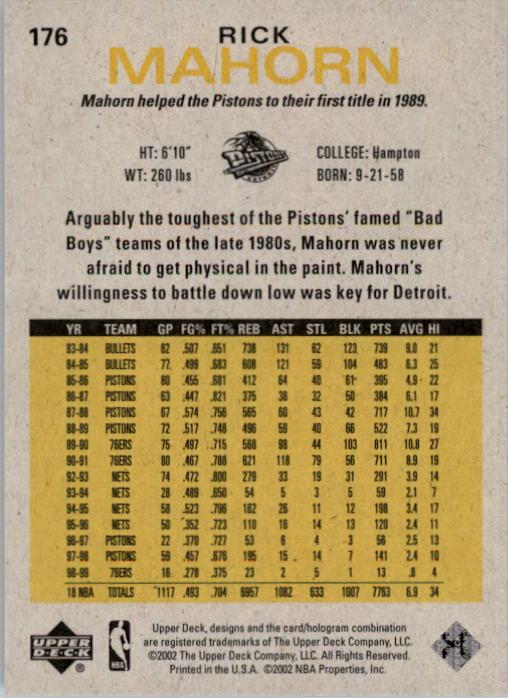 176
RICK
MAHORN
Mahorn helped the Pistons to their first title in 1989.
HT: 6'10"
WT: 260 lbs
PISTONS
COLLEGE: Hampton
BORN: 9-21-58
Arguably the toughest of the Pistons' famed "Bad
Boys" teams of the late 1980s, Mahorn was never
afraid to get physical in the paint. Mahorn's
willingness to battle down low was key for Detroit.
YR TEAM GP FG% FT% REB AST STL BLK PTS AVG HI
83-84 BULLETS 82 .507 .651 738 131 62 123 739 9.0 21
84-85 BULLETS 77 .499 .683 608 121 59 104 483 6.3 25
85-86 PISTONS 80 .455 .681 412 64 40 61 395 4.9 22
86-87 PISTONS 63 .447 .821 375 38 32 50 384 6.1 17
87-88 PISTONS 67 .574 .756 565 60 43 42 717 10.7 34
88-89 PISTONS 72 .517 .748 496 59 40 66 522 7.3 19
89-90 76ERS 75 .497 .715 568 98 44 103 811 10.8 27
90-91 76ERS 80 .467 .788 621 118 79 56 711 8.9 19
92-93 NETS 74 .472 .800 279 33 19 31 291 3.9 14
93-94 NETS 28 .489 .650 54 5 3 5 59 2.1 7
94-95 NETS 58 .523 .796 162 26 11 12 198 3.4 17
95-96 NETS 50 .352 .723 110 16 14 13 120 2.4 11
96-97 PISTONS 22 .370 .727 53 6 4 3 56 2.5 13
97-98 PISTONS 59 .457 .676 195 15 14 7 141 2.4 10
98-99 76ERS 16 .278 .375 23 2 5 1 13 .8 4
18 NBA TOTALS 1117 .493 .704 6957 1082 633 1007 7763 6.9 34
UPPER
DECK
®
NBA
Upper Deck, designs and the card/hologram combination
are registered trademarks of The Upper Deck Company, LLC.
©2002 The Upper Deck Company, LLC. All Rights Reserved.
Printed in the U.S.A. ©2002 NBA Properties, Inc.